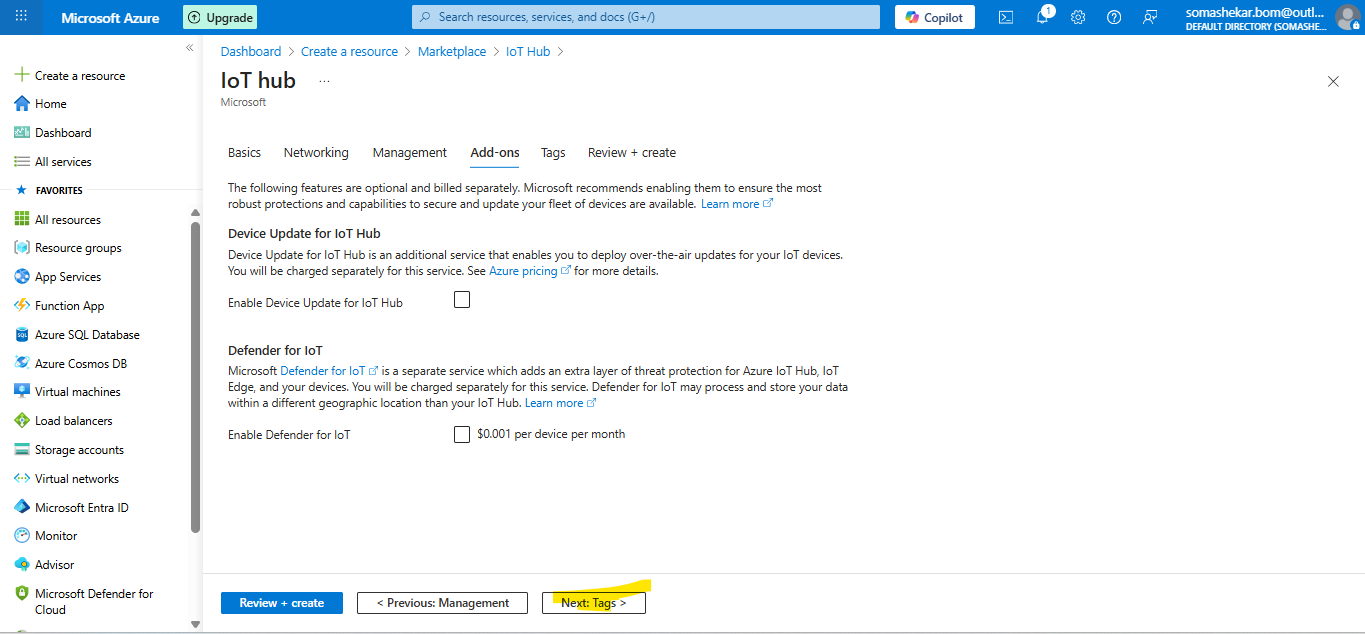 Microsoft Azure
Upgrade
Search resources, services, and docs (G+/)
Copilot
1
somashekar.bom@outl...
DEFAULT DIRECTORY (SOMASHE...
«
Create a resource
Home
Dashboard
All services
FAVORITES
All resources
Resource groups
App Services
Function App
SQL
Azure SQL Database
Azure Cosmos DB
Virtual machines
Load balancers
Storage accounts
Virtual networks
Microsoft Entra ID
Monitor
Advisor
Microsoft Defender for
Cloud
Dashboard > Create a resource > Marketplace > IoT Hub >
IoT hub ...
Microsoft
Basics Networking Management Add-ons Tags Review + create
The following features are optional and billed separately. Microsoft recommends enabling them to ensure the most
robust protections and capabilities to secure and update your fleet of devices are available. Learn more
Device Update for IoT Hub
Device Update for IoT Hub is an additional service that enables you to deploy over-the-air updates for your IoT devices.
You will be charged separately for this service. See Azure pricing for more details.
Enable Device Update for IoT Hub
Defender for IoT
Microsoft Defender for IoT is a separate service which adds an extra layer of threat protection for Azure IoT Hub, IoT
Edge, and your devices. You will be charged separately for this service. Defender for IoT may process and store your data
within a different geographic location than your IoT Hub. Learn more
Enable Defender for IoT $0.001 per device per month
Review + create < Previous: Management Next: Tags >